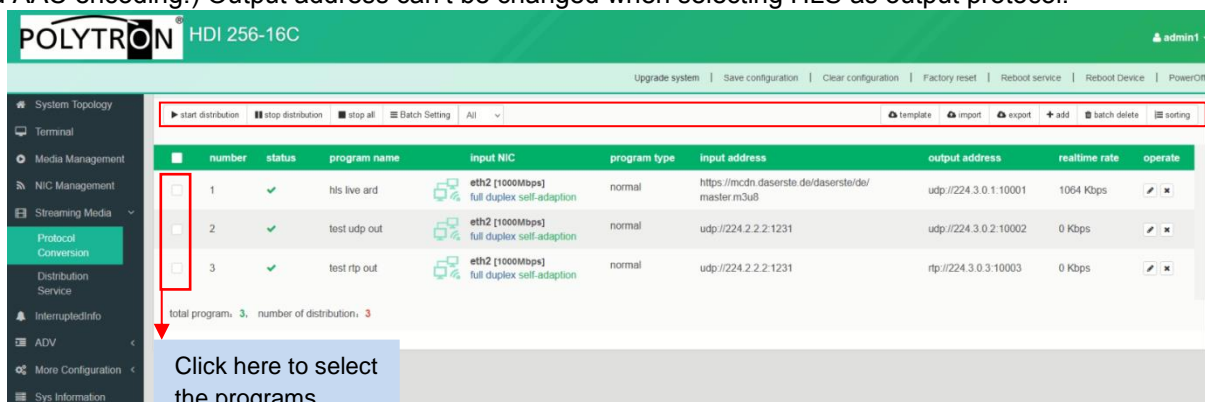 AAC encoding.) Output address can't be changed when selecting HLS as output protocol.
POLYTRON® HDI 256-16C
admin1
Upgrade system | Save configuration | Clear configuration | Factory reset | Reboot service | Reboot Device | PowerOff
System Topology
Terminal
Media Management
NIC Management
Streaming Media
Protocol
Conversion
Distribution
Service
InterruptedInfo
ADV
More Configuration
Sys Information
start distribution stop distribution stop all Batch Setting All template import export add batch delete sorting
number status program name input NIC program type input address output address realtime rate operate
1 hls live ard eth2 [1000Mbps] full duplex self-adaption normal https://mcdn.daserste.de/daserste/de/ master.m3u8 udp://224.3.0.1:10001 1064 Kbps
2 test udp out eth2 [1000Mbps] full duplex self-adaption normal udp://224.2.2.2:1231 udp://224.3.0.2:10002 0 Kbps
3 test rtp out eth2 [1000Mbps] full duplex self-adaption normal udp://224.2.2.2:1231 rtp://224.3.0.3:10003 0 Kbps
total program, 3, number of distribution, 3
Click here to select
the programs